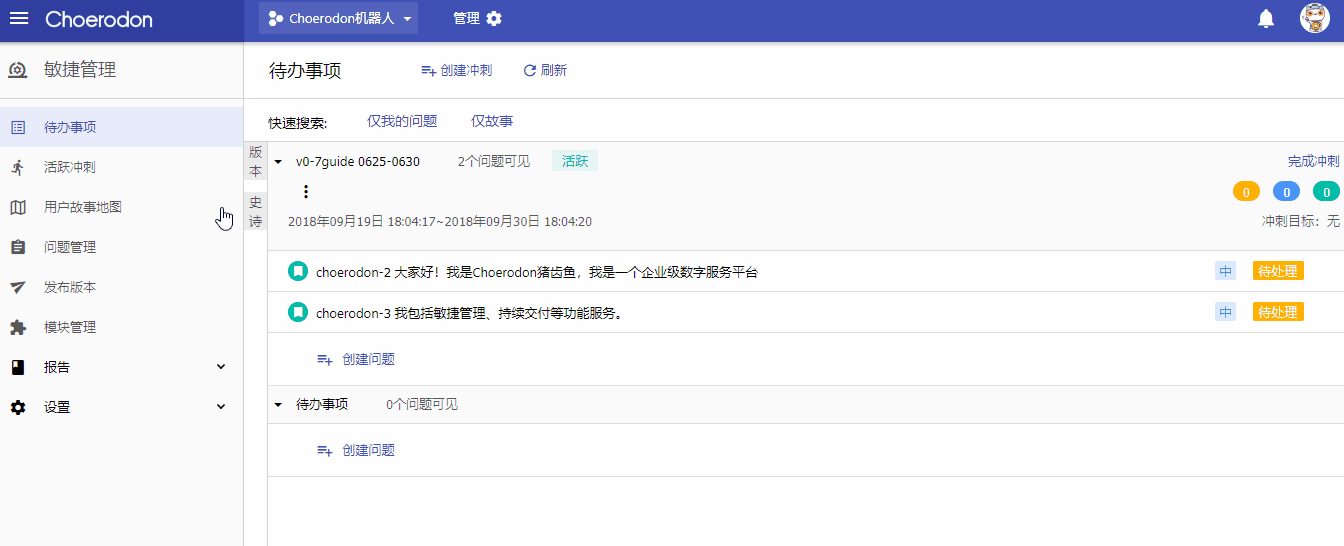 Choerodon
Choerodon机器人
管理
敏捷管理
待办事项
活跃冲刺
用户故事地图
问题管理
发布版本
模块管理
报告
设置
待办事项
创建冲刺
刷新
快速搜索:
仅我的问题
仅故事
版本
史诗
v0-7guide 0625-0630
2个问题可见
活跃
完成冲刺
0
0
0
2018年09月19日 18:04:17~2018年09月30日 18:04:20
冲刺目标：无
choerodon-2 大家好！我是Choerodon猪齿鱼，我是一个企业级数字服务平台
中
待处理
choerodon-3 我包括敏捷管理、持续交付等功能服务。
中
待处理
创建问题
待办事项
0个问题可见
创建问题